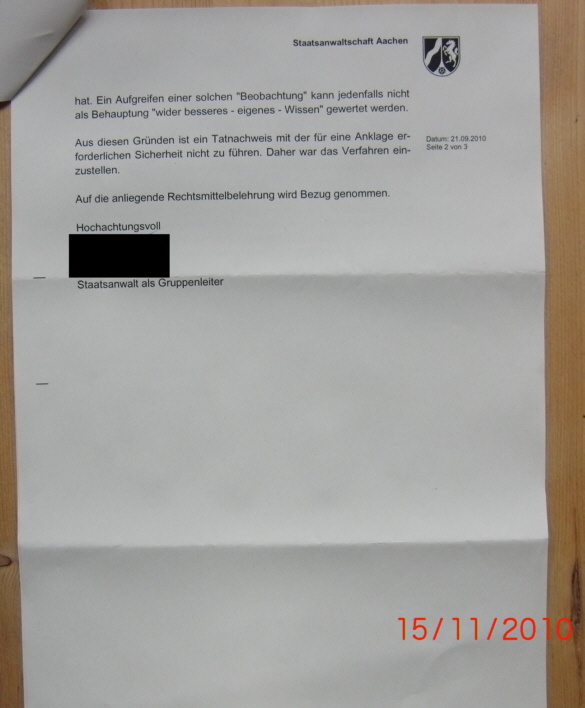 Staatsanwaltschaft Aachen
hat. Ein Aufgreifen einer solchen "Beobachtung" kann jedenfalls nicht
als Behauptung "wider besseres - eigenes - Wissen" gewertet werden.
Aus diesen Gründen ist ein Tatnachweis mit der für eine Anklage er-
forderlichen Sicherheit nicht zu führen. Daher war das Verfahren ein-
zustellen.
Datum: 21.09.2010
Seite 2 von 3
Auf die anliegende Rechtsmittelbelehrung wird Bezug genommen.
Hochachtungsvoll
Staatsanwalt als Gruppenleiter
15/11/2010